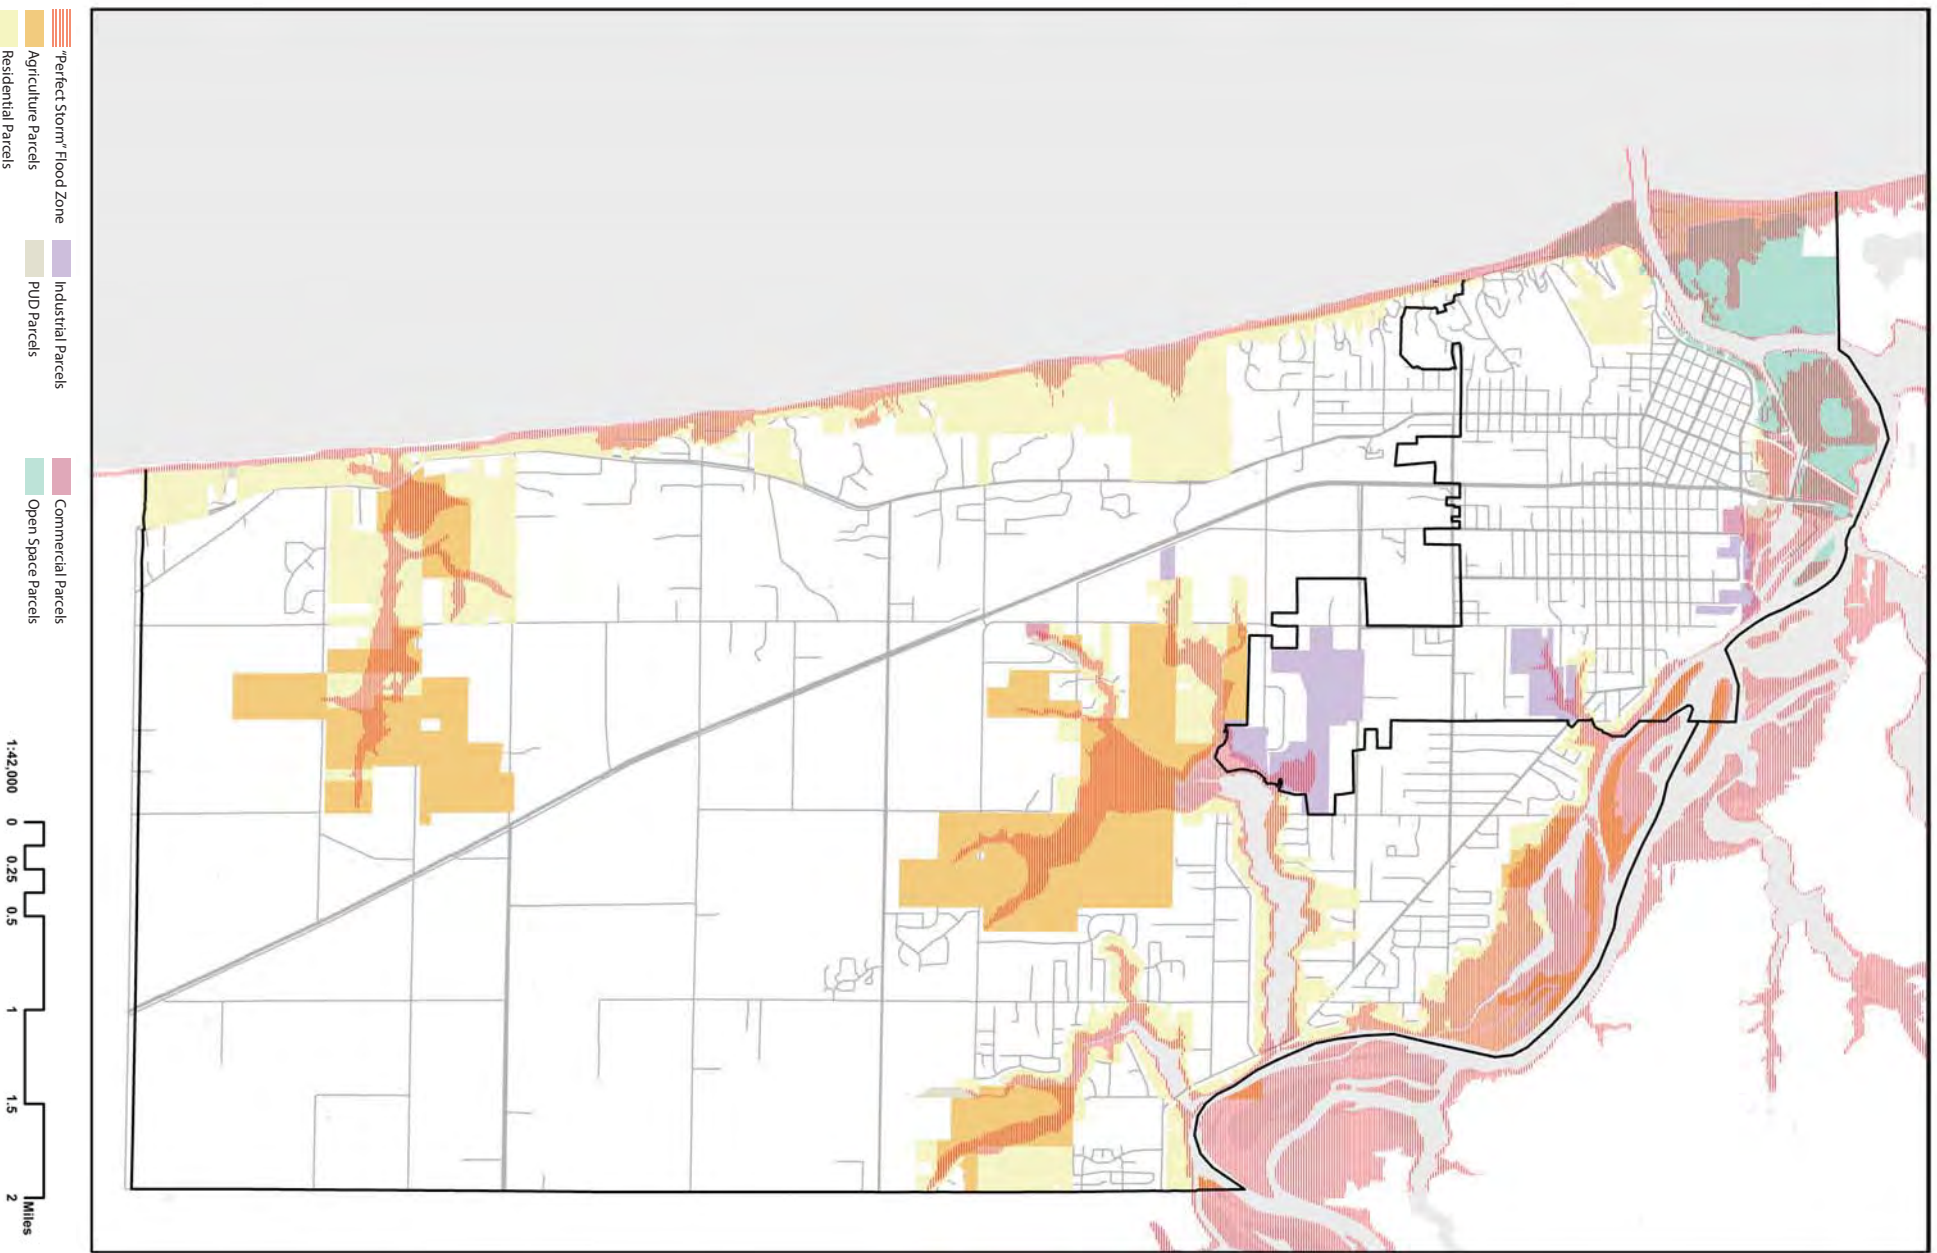 "Perfect Storm" Flood Zone
Agriculture Parcels
Residential Parcels
Industrial Parcels
PUD Parcels
Commercial Parcels
Open Space Parcels
1:42,000
0 0.25 0.5 1 1.5 2 Miles